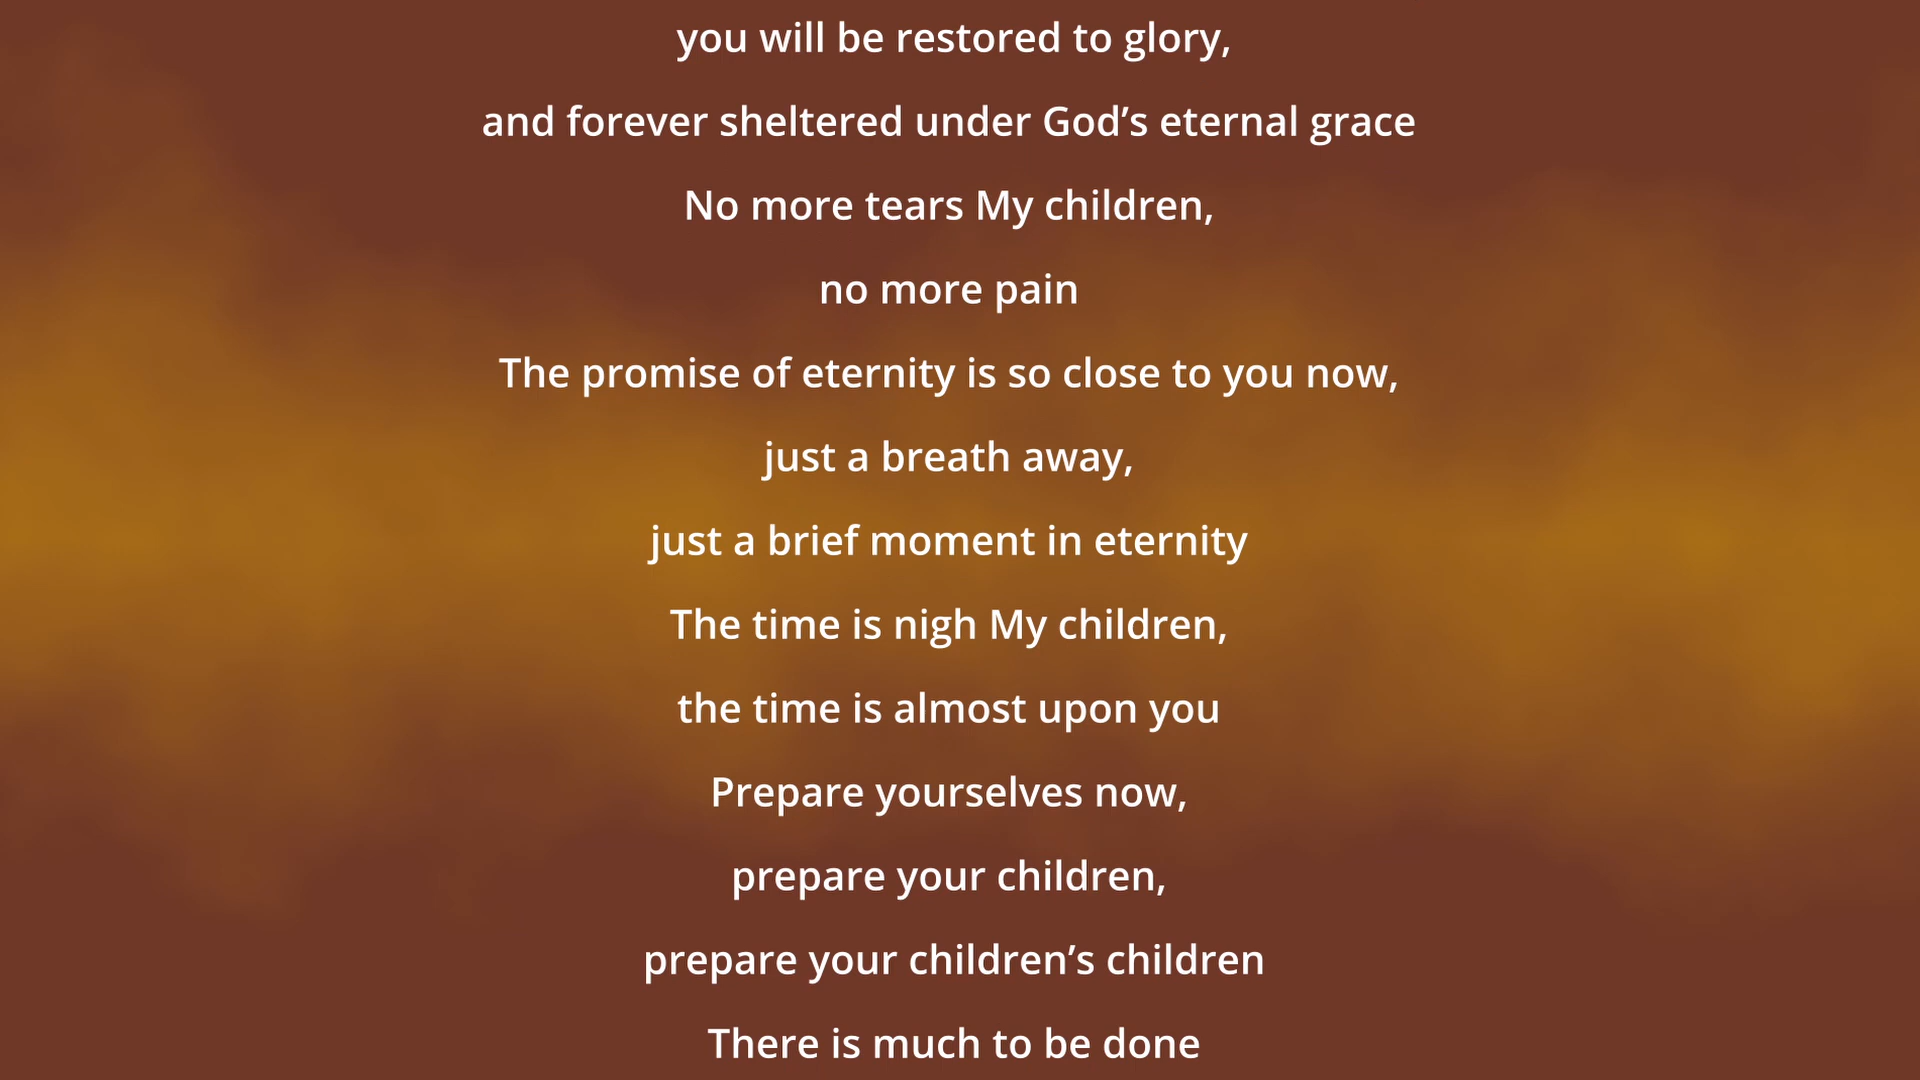 you will be restored to glory,
and forever sheltered under God’s eternal grace
No more tears My children,
no more pain
The promise of eternity is so close to you now,
just a breath away,
just a brief moment in eternity
The time is nigh My children,
the time is almost upon you
Prepare yourselves now,
prepare your children,
prepare your children’s children
There is much to be done